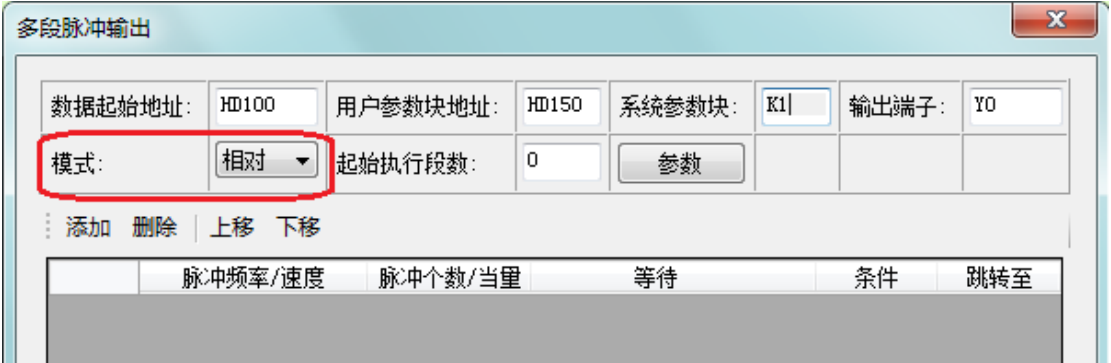 多段脉冲输出
数据起始地址: HD100 用户参数块地址: HD150 系统参数块: K1 输出端子: Y0
模式: 相对 起始执行段数: 0 参数
添加 删除 上移 下移
脉冲频率/速度 脉冲个数/当量 等待 条件 跳转至